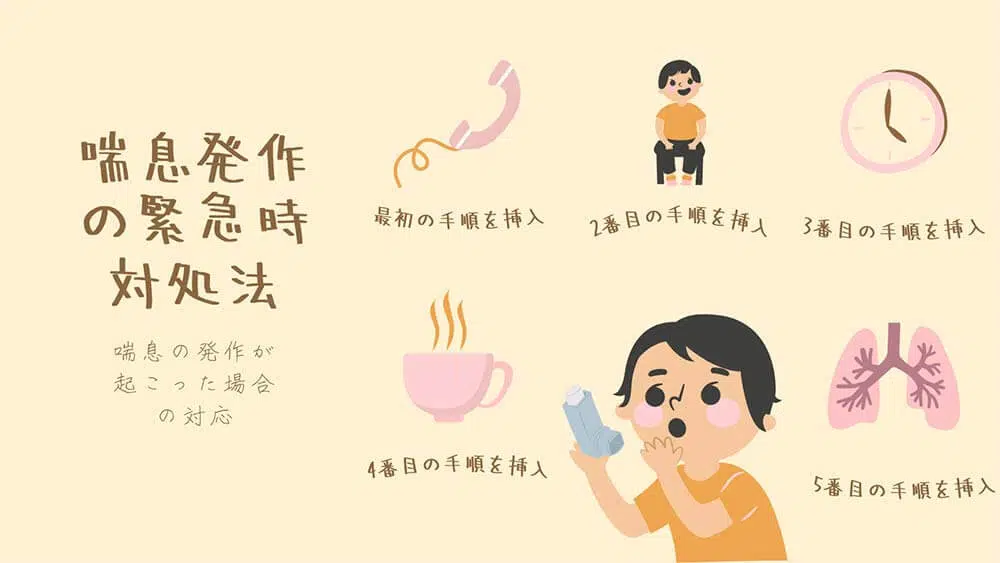 喘息発作
の緊急時
対処法
喘息の発作が
起こった場合
の対応
最初の手順を挿入
2番目の手順を挿入
3番目の手順を挿入
4番目の手順を挿入
5番目の手順を挿入